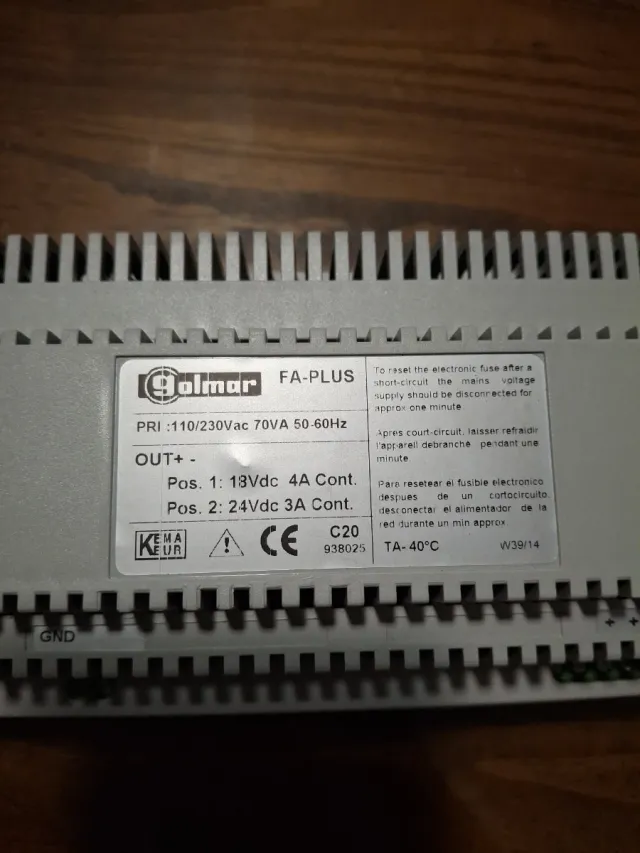 golmar FA-PLUS
PRI :110/230Vac 70VA 50-60Hz
OUT+ -
Pos. 1: 18Vdc 4A Cont.
Pos. 2: 24Vdc 3A Cont.
KEMA EUR
CE
C20
938025
To reset the electronic fuse after a
short-circuit the mains voltage
supply should be disconnected for
approx one minute
Apres court-circuit, laisser refraidir
l'appareil debranché pendant une
minute
Para resetear el fusible electronico
despues de un cortocircuito
desconectar el alimentador de la
red durante un min approx
TA- 40°C W39/14
GND
+ +